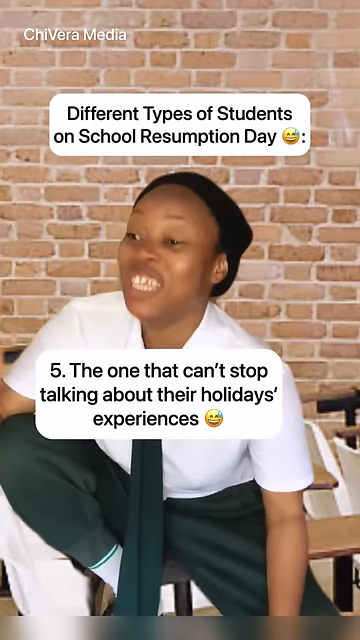 ChiVera Media
Different Types of Students
on School Resumption Day 😅:
5. The one that can't stop
talking about their holidays'
experiences 😅